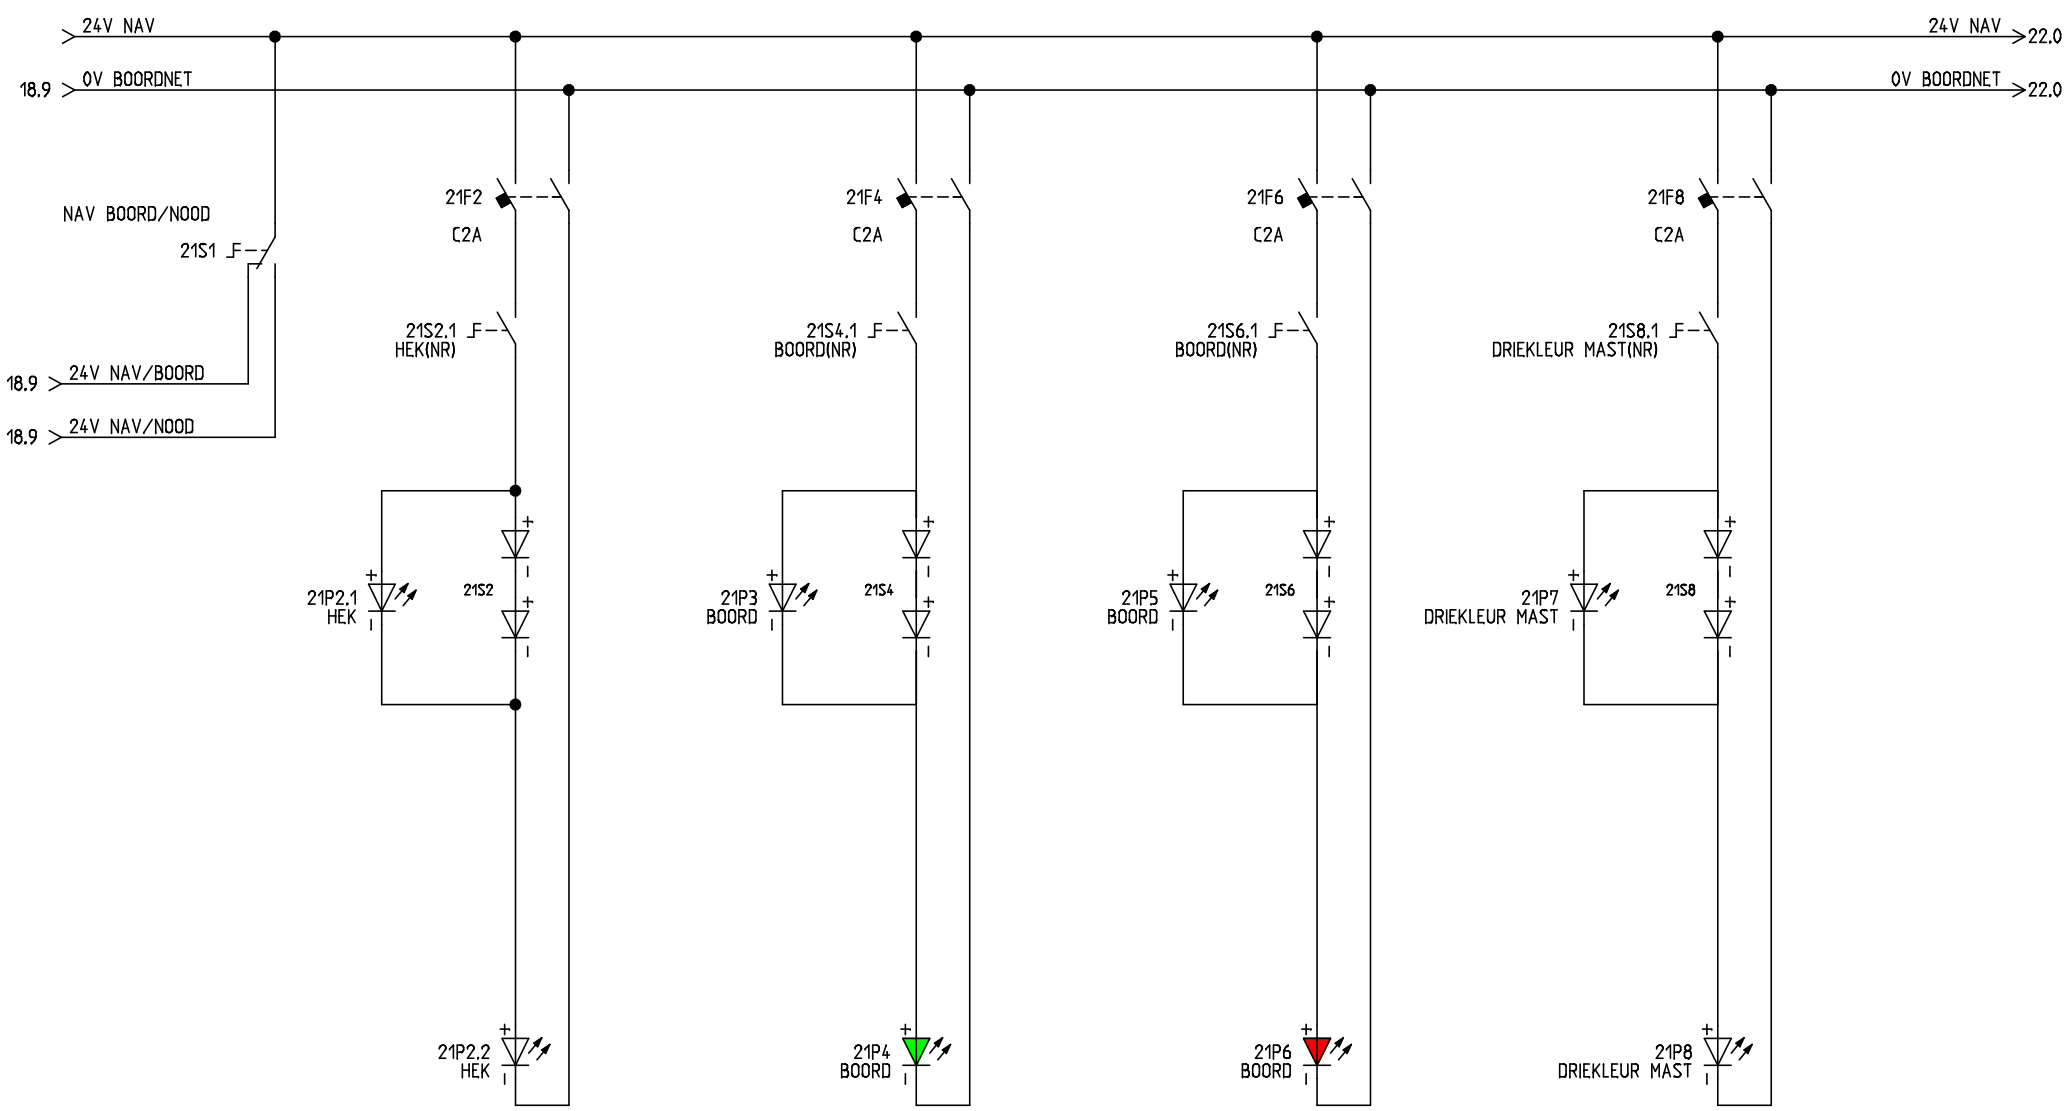 24V NAV
24V NAV
22.0
18.9
0V BOORDNET
0V BOORDNET
22.0
NAV BOORD/NOOD
21S1
21F2
C2A
21F4
C2A
21F6
C2A
21F8
C2A
21S2.1
HEK(NR)
21S4.1
BOORD(NR)
21S6.1
BOORD(NR)
21S8.1
DRIEKLEUR MAST(NR)
18.9
24V NAV/BOORD
18.9
24V NAV/NOOD
21P2.1
HEK
21S2
21P3
BOORD
21S4
21P5
BOORD
21S6
21P7
DRIEKLEUR MAST
21S8
21P2.2
HEK
21P4
BOORD
21P6
BOORD
21P8
DRIEKLEUR MAST